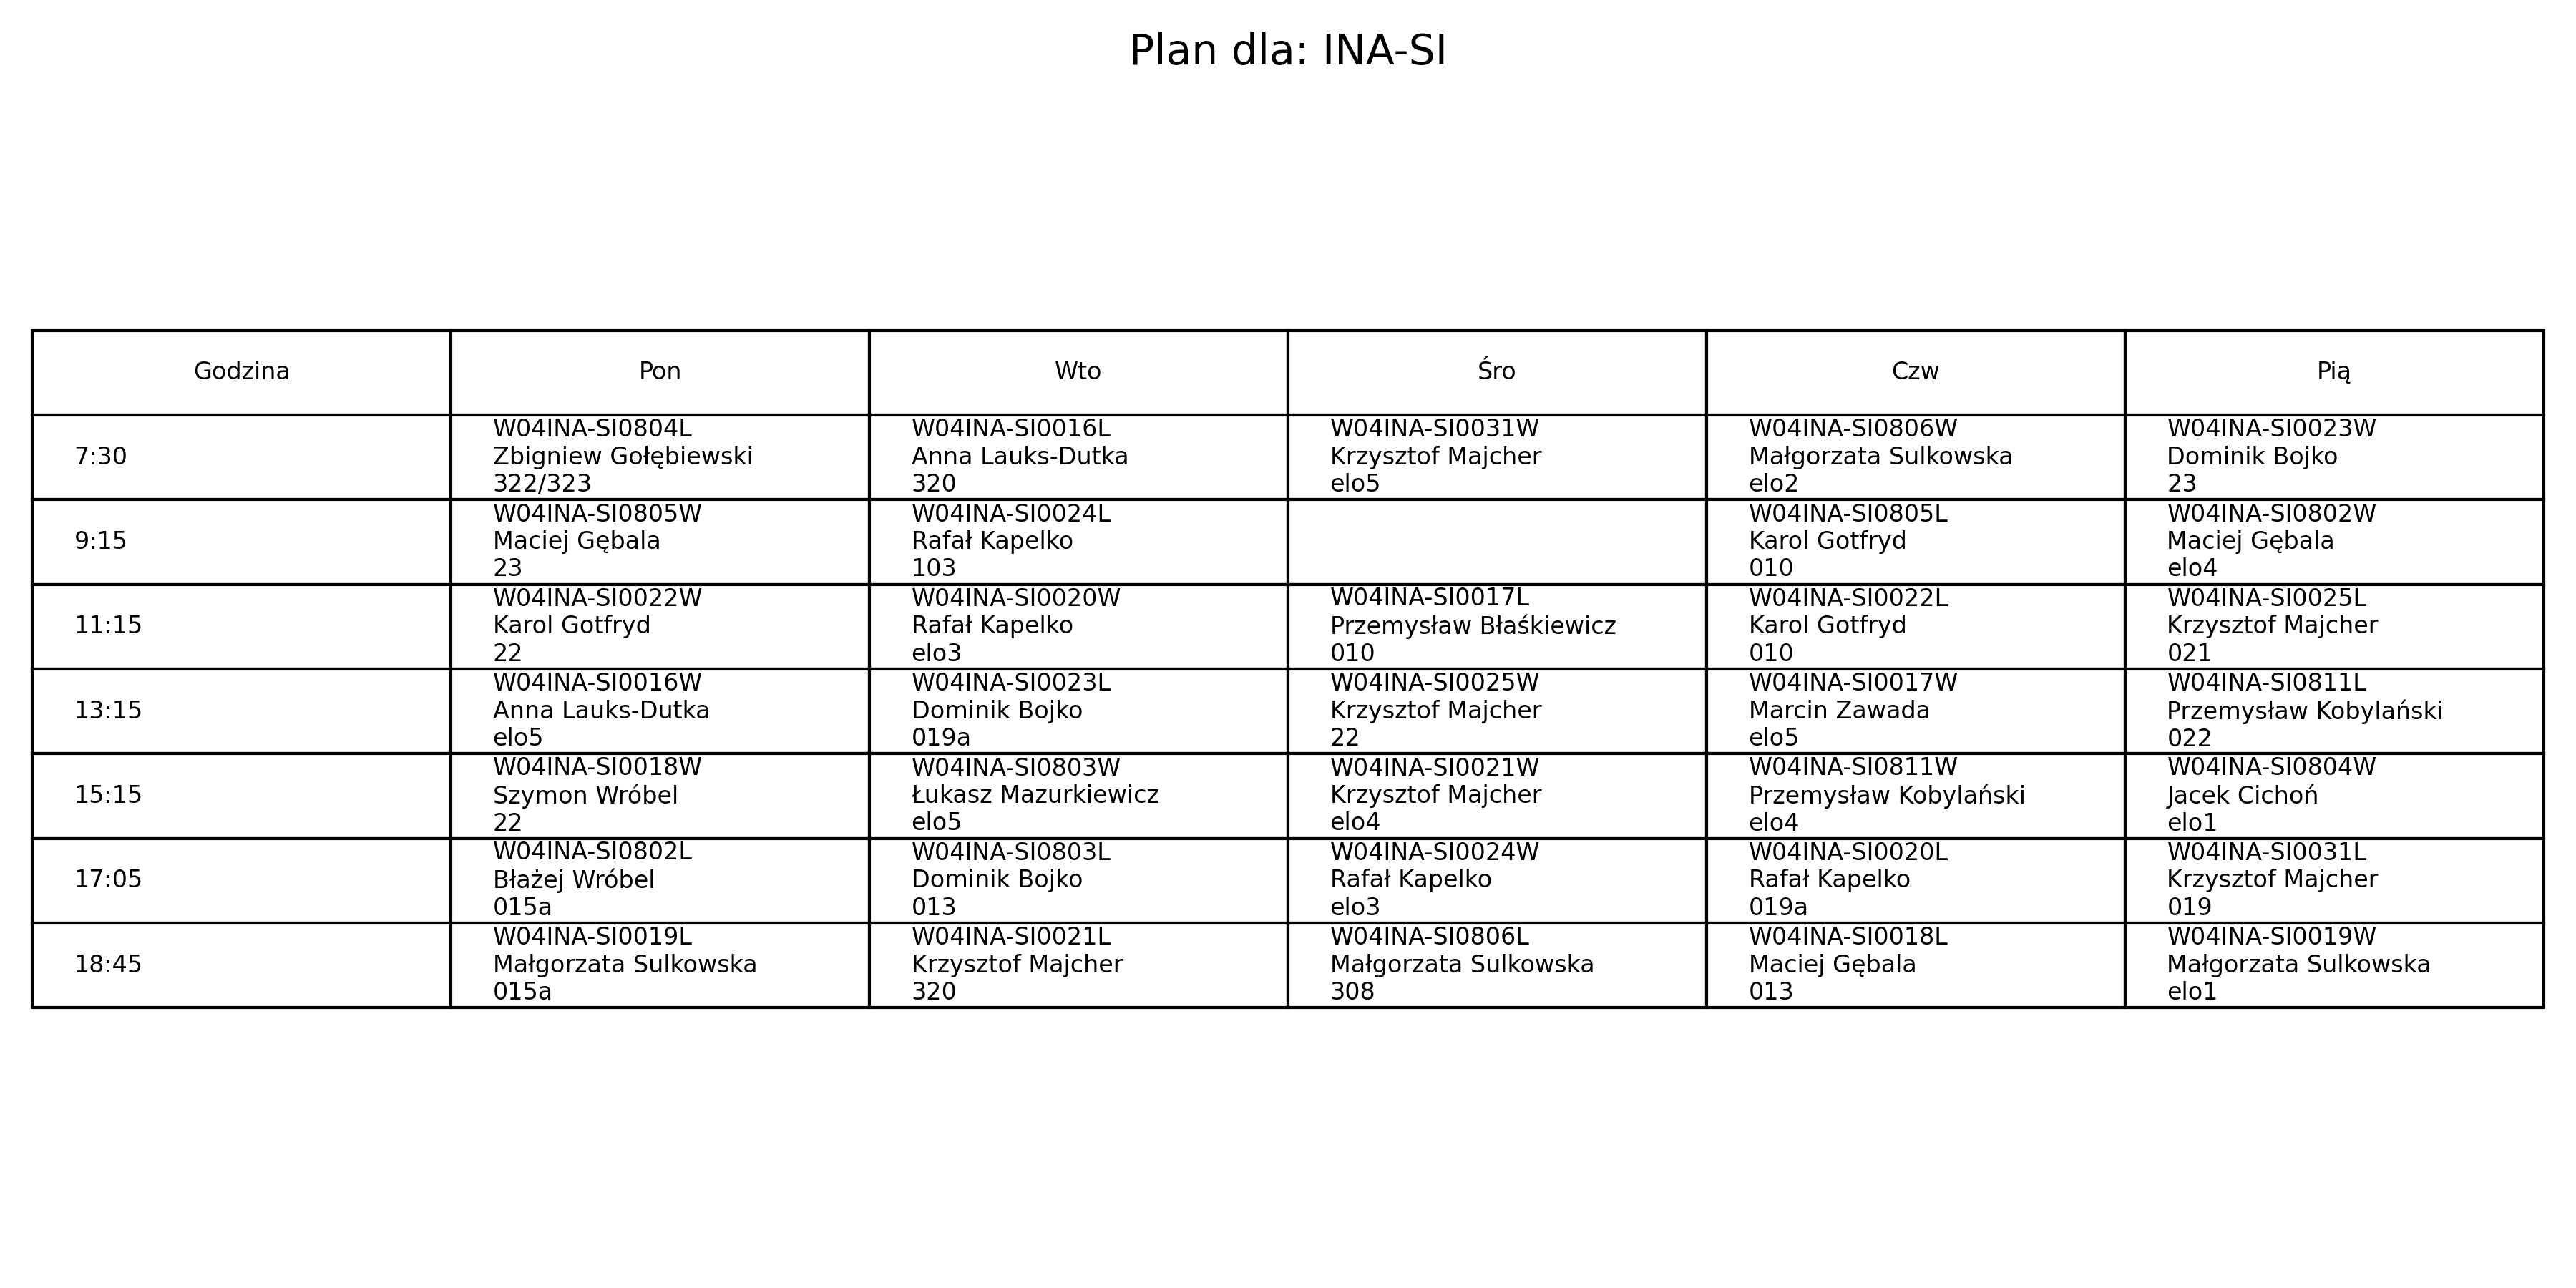 Plan dla: INA-SI
Godzina
Pon
Wto
Śro
Czw
Pią
7:30
W04INA-SI0804L
Zbigniew Gołębiewski
322/323
W04INA-SI0016L
Anna Lauks-Dutka
320
W04INA-SI0031W
Krzysztof Majcher
elo5
W04INA-SI0806W
Małgorzata Sulkowska
elo2
W04INA-SI0023W
Dominik Bojko
23
9:15
W04INA-SI0805W
Maciej Gębala
23
W04INA-SI0024L
Rafał Kapelko
103
W04INA-SI0805L
Karol Gotfryd
010
W04INA-SI0802W
Maciej Gębala
elo4
11:15
W04INA-SI0022W
Karol Gotfryd
22
W04INA-SI0020W
Rafał Kapelko
elo3
W04INA-SI0017L
Przemysław Błaśkiewicz
010
W04INA-SI0022L
Karol Gotfryd
010
W04INA-SI0025L
Krzysztof Majcher
021
13:15
W04INA-SI0016W
Anna Lauks-Dutka
elo5
W04INA-SI0023L
Dominik Bojko
019a
W04INA-SI0025W
Krzysztof Majcher
22
W04INA-SI0017W
Marcin Zawada
elo5
W04INA-SI0811L
Przemysław Kobylański
022
15:15
W04INA-SI0018W
Szymon Wróbel
22
W04INA-SI0803W
Łukasz Mazurkiewicz
elo5
W04INA-SI0021W
Krzysztof Majcher
elo4
W04INA-SI0811W
Przemysław Kobylański
elo4
W04INA-SI0804W
Jacek Cichoń
elo1
17:05
W04INA-SI0802L
Błażej Wróbel
015a
W04INA-SI0803L
Dominik Bojko
013
W04INA-SI0024W
Rafał Kapelko
elo3
W04INA-SI0020L
Rafał Kapelko
019a
W04INA-SI0031L
Krzysztof Majcher
019
18:45
W04INA-SI0019L
Małgorzata Sulkowska
015a
W04INA-SI0021L
Krzysztof Majcher
320
W04INA-SI0806L
Małgorzata Sulkowska
308
W04INA-SI0018L
Maciej Gębala
013
W04INA-SI0019W
Małgorzata Sulkowska
elo1